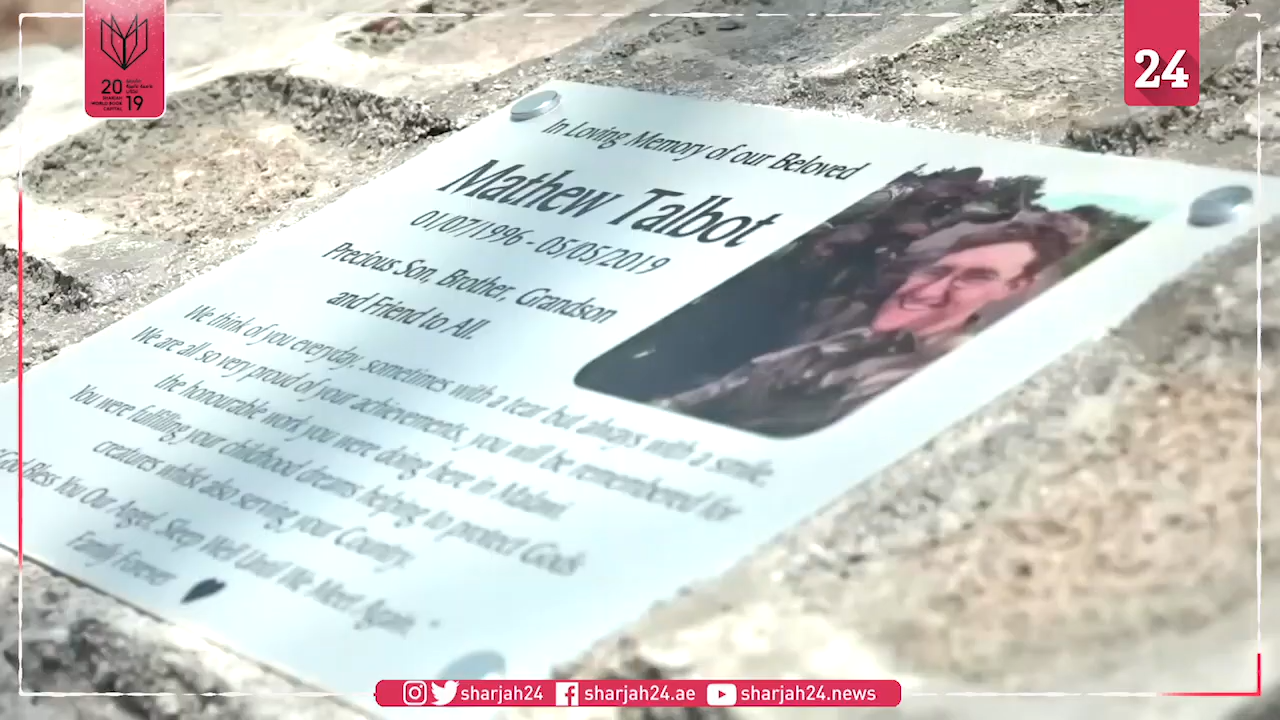 20
19
SHARJAH
WORLD BOOK
CAPITAL
24
In Loving Memory of our Beloved
Mathew Talbot
01/07/1996 - 05/05/2019
Precious Son, Brother, Grandson
and Friend to All.
We think of you everyday, sometimes with a tear but always with a smile.
We are all so very proud of your achievements, you will be remembered for
the honourable work you were doing here in Malawi.
You were fulfilling your childhood dreams helping to protect Gods
creatures whilst also serving your Country.
"God Bless You Our Angel, Sleep Well Until We Meet Again. "
Family Forever
sharjah24 sharjah24.ae sharjah24.news